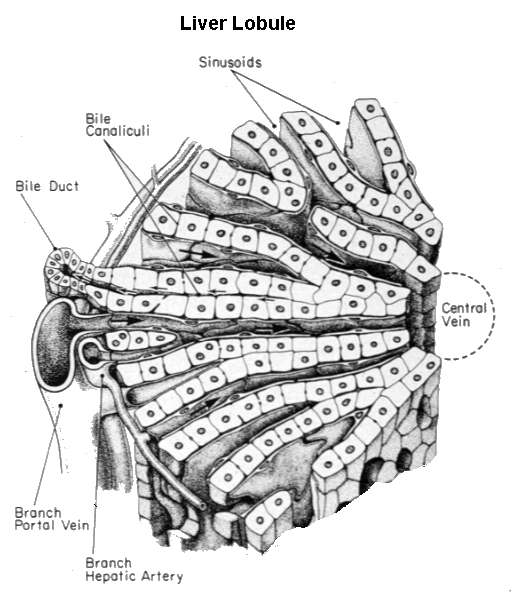 Liver Lobule
Sinusoids
Bile
Canaliculi
Bile Duct
Central
Vein
Branch
Portal Vein
Branch
Hepatic Artery